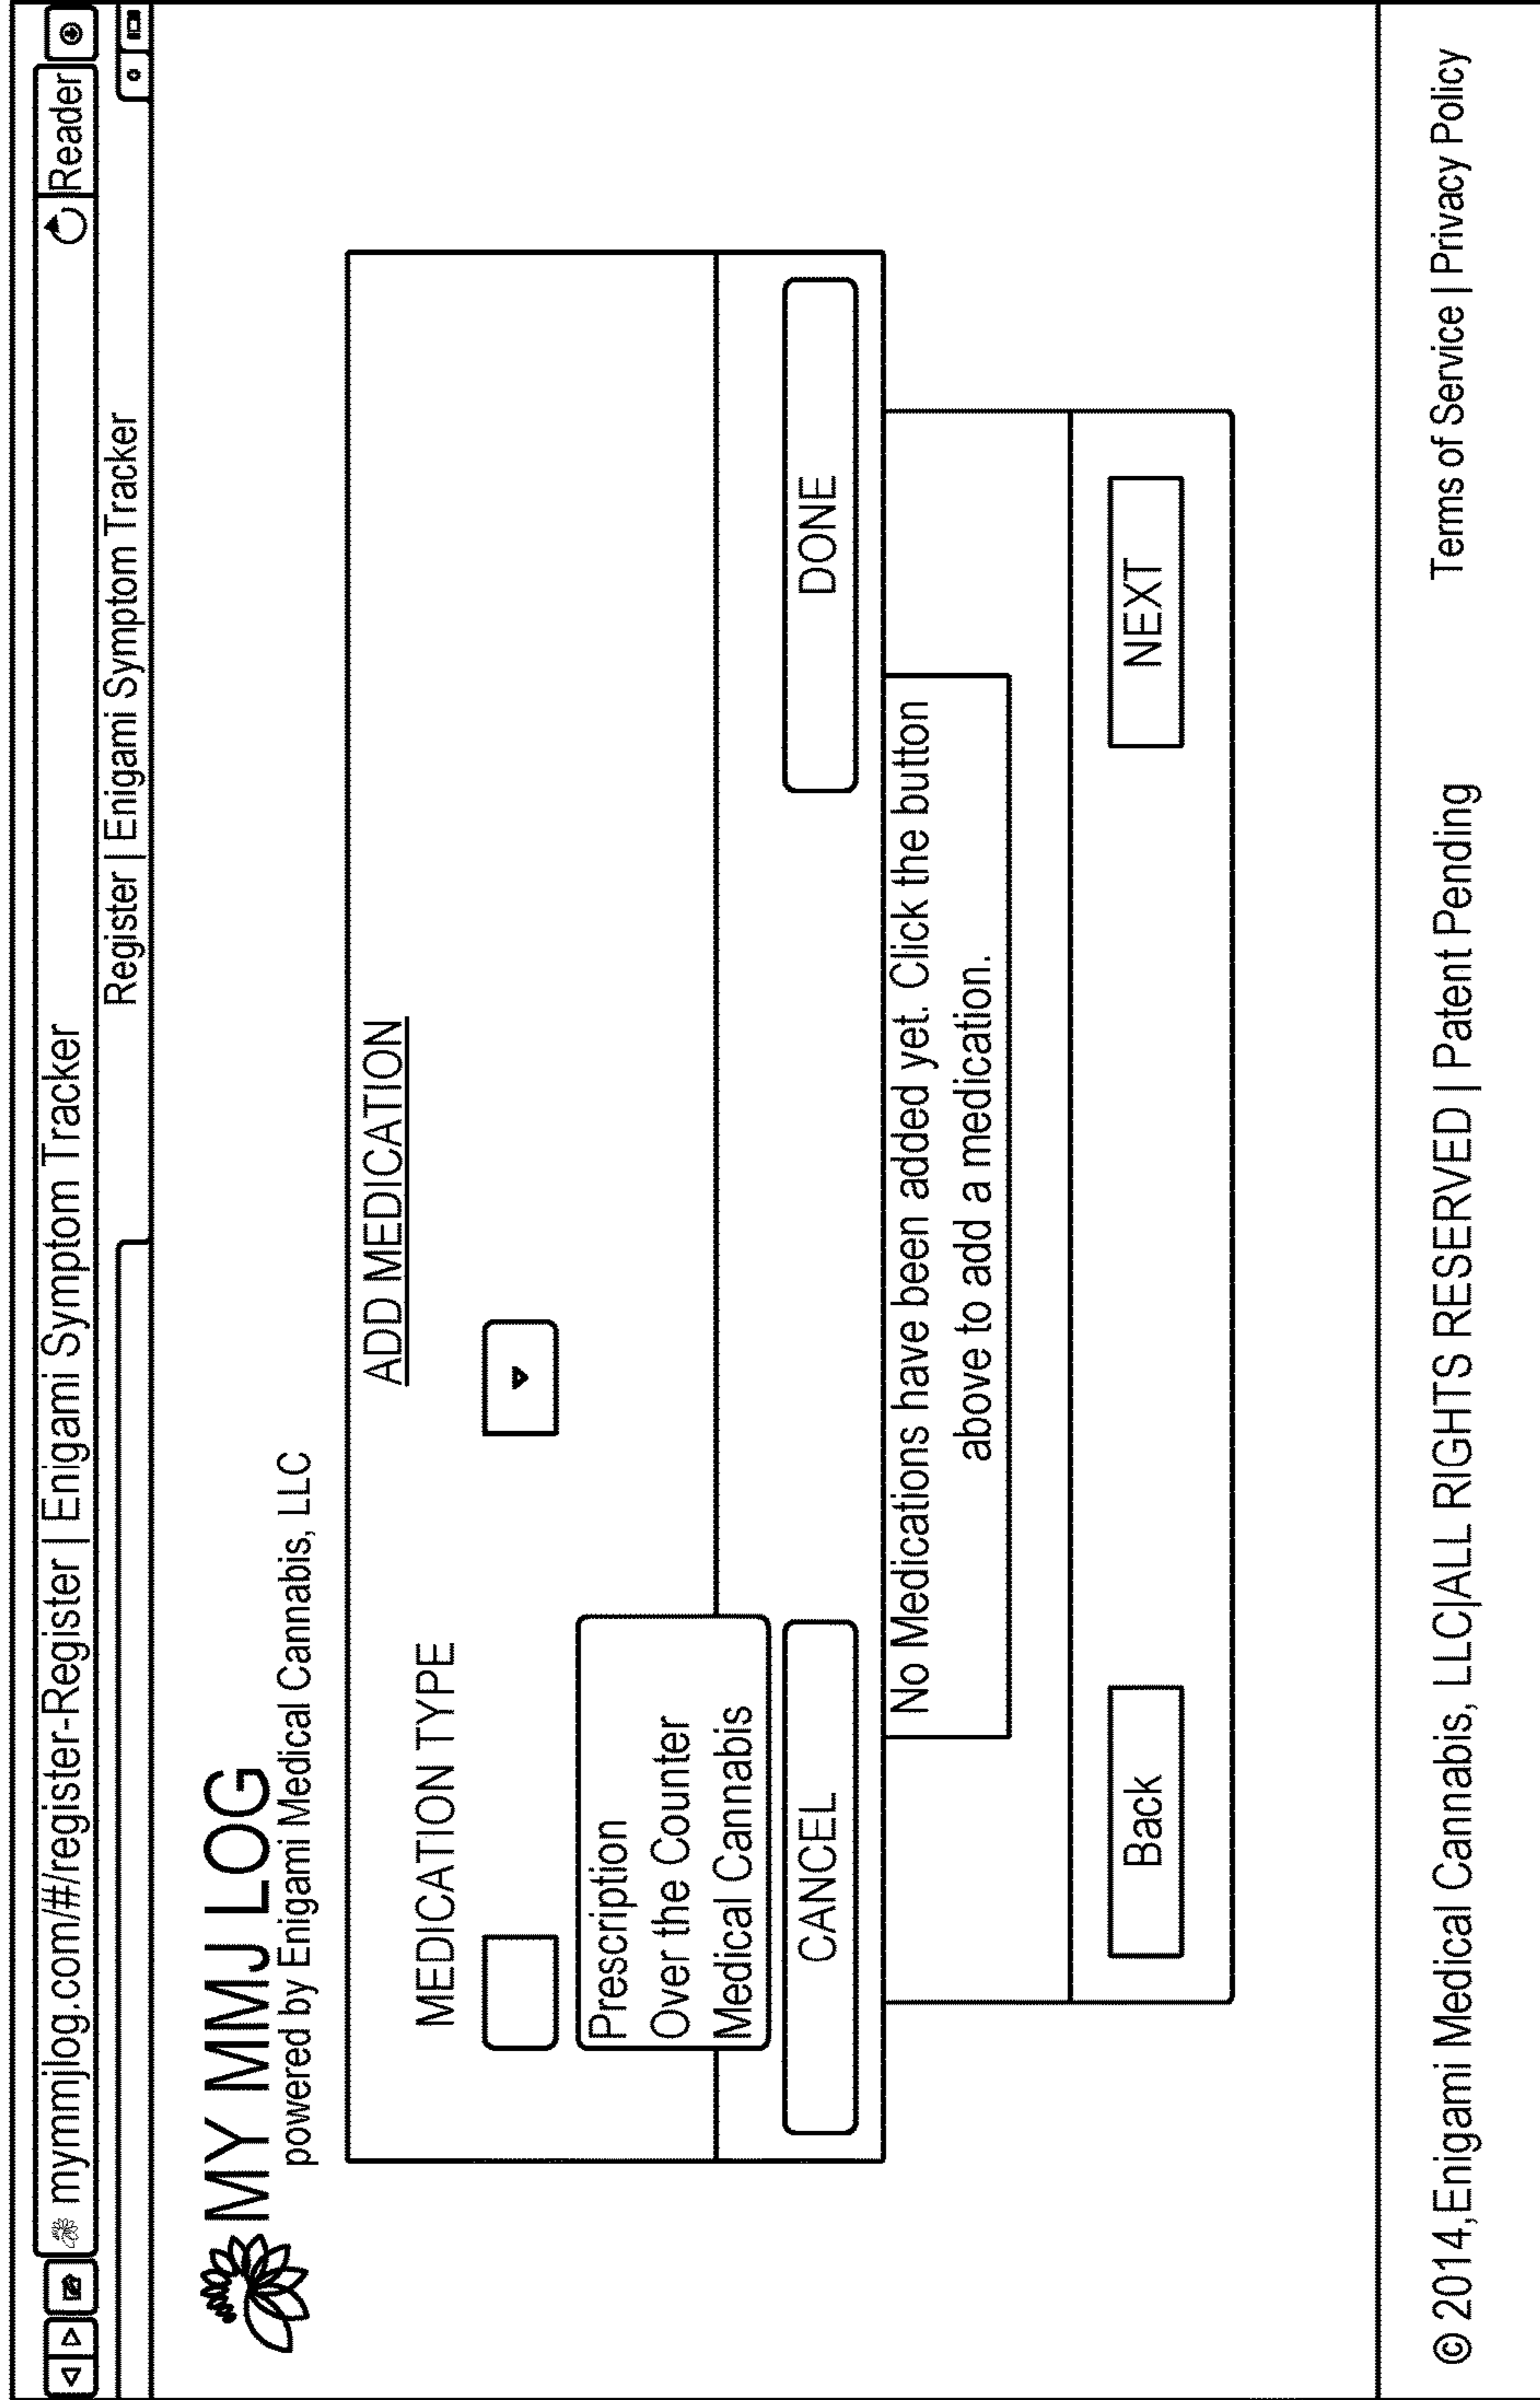 mymmjlog.com/#/register-Register | Enigami Symptom Tracker
Reader
Register | Enigami Symptom Tracker
MY MMJ LOG
powered by Enigami Medical Cannabis, LLC
ADD MEDICATION
MEDICATION TYPE
Prescription
Over the Counter
Medical Cannabis
CANCEL
DONE
No Medications have been added yet. Click the button
above to add a medication.
Back
NEXT
© 2014,Enigami Medical Cannabis, LLC|ALL RIGHTS RESERVED | Patent Pending
Terms of Service | Privacy Policy